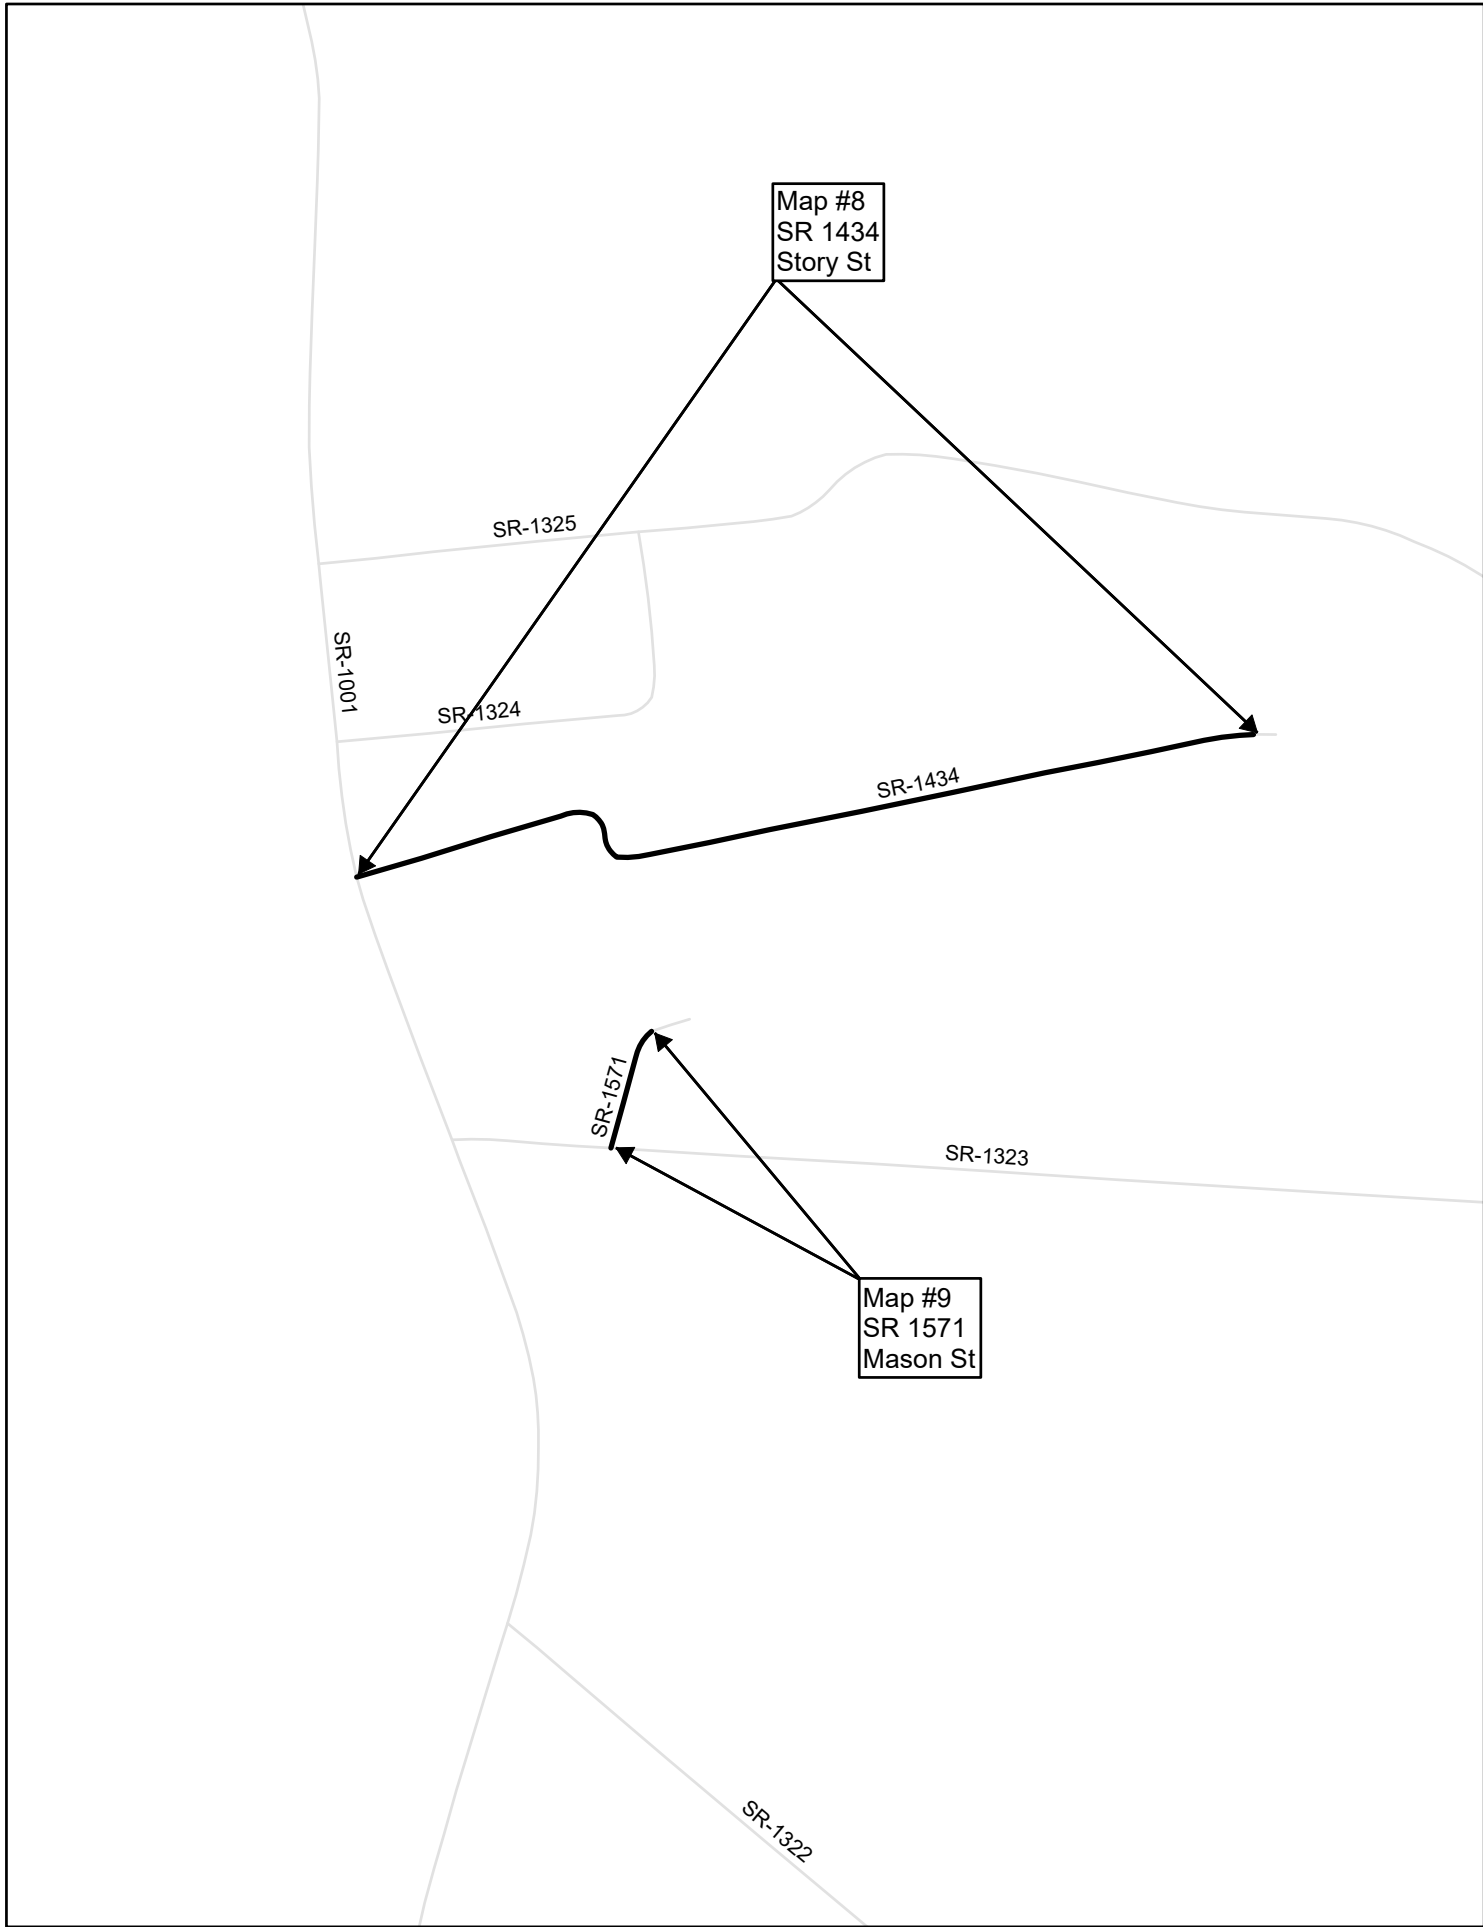 Map #8
SR 1434
Story St
SR-1325
SR-1001
SR-1324
SR-1434
SR-1571
SR-1323
Map #9
SR 1571
Mason St
SR-1322